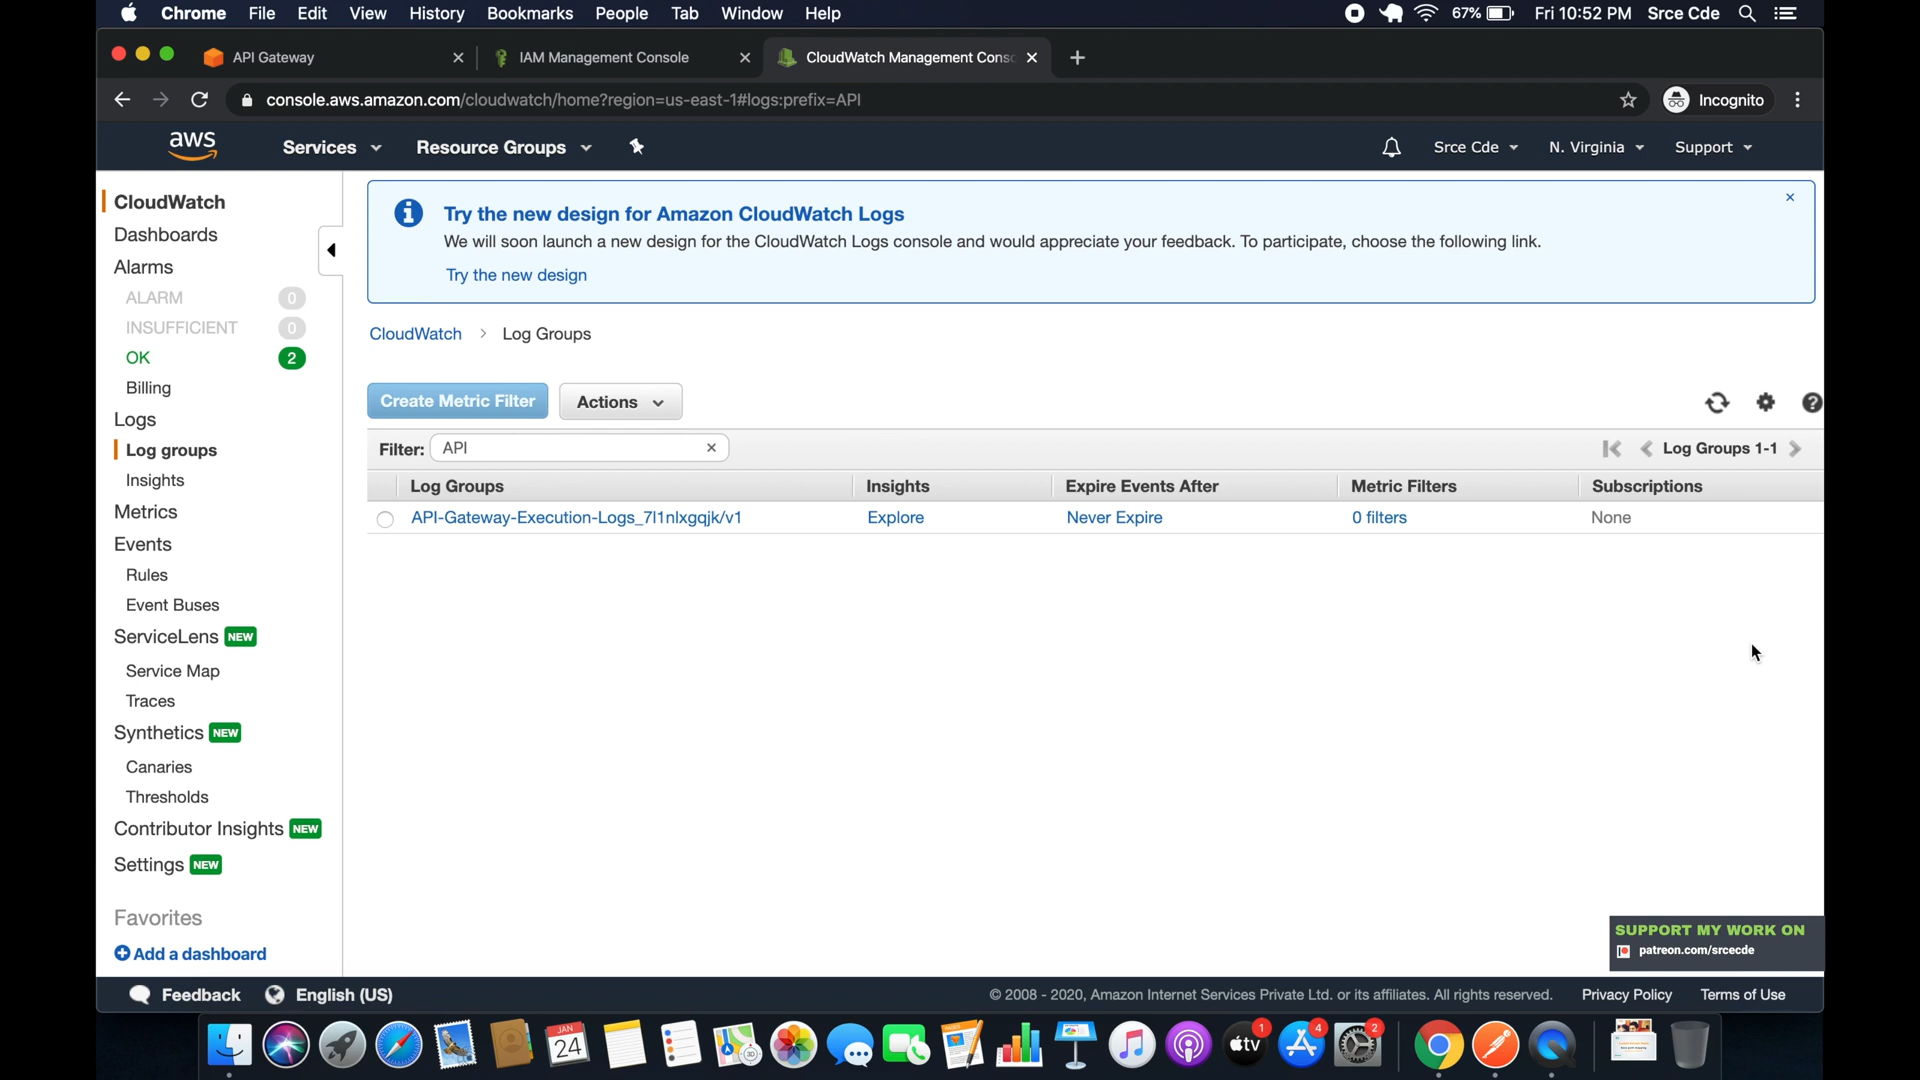 Chrome File Edit View History Bookmarks People Tab Window Help 67% Fri 10:52 PM Srce Cde
API Gateway IAM Management Console CloudWatch Management Conso
console.aws.amazon.com/cloudwatch/home?region=us-east-1#logs:prefix=API Incognito
aws Services Resource Groups Srce Cde N. Virginia Support
CloudWatch
Dashboards
Alarms
ALARM 0
INSUFFICIENT 0
OK 2
Billing
Logs
Log groups
Insights
Metrics
Events
Rules
Event Buses
ServiceLens NEW
Service Map
Traces
Synthetics NEW
Canaries
Thresholds
Contributor Insights NEW
Settings NEW
Favorites
Add a dashboard
Try the new design for Amazon CloudWatch Logs
We will soon launch a new design for the CloudWatch Logs console and would appreciate your feedback. To participate, choose the following link.
Try the new design
CloudWatch > Log Groups
Create Metric Filter Actions
Filter: API Log Groups 1-1
Log Groups Insights Expire Events After Metric Filters Subscriptions
API-Gateway-Execution-Logs_7l1nlxgqjk/v1 Explore Never Expire 0 filters None
SUPPORT MY WORK ON
patreon.com/srcecde
Feedback English (US) © 2008 - 2020, Amazon Internet Services Private Ltd. or its affiliates. All rights reserved. Privacy Policy Terms of Use
JAN
24
tv
1
4
2